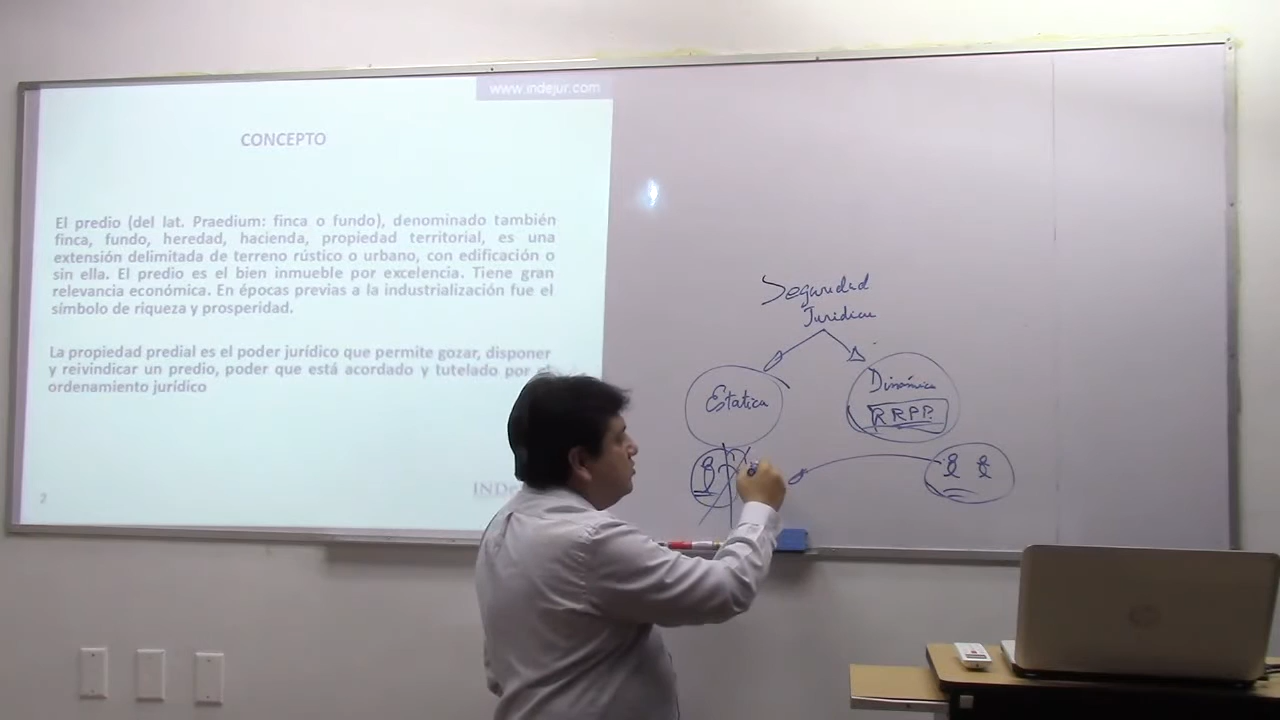 www.indejur.com
CONCEPTO
El predio (del lat. Praedium: finca o fundo), denominado también
finca, fundo, heredad, hacienda, propiedad territorial, es una
extensión delimitada de terreno rústico o urbano, con edificación o
sin ella. El predio es el bien inmueble por excelencia. Tiene gran
relevancia económica. En épocas previas a la industrialización fue el
símbolo de riqueza y prosperidad.
La propiedad predial es el poder jurídico que permite gozar, disponer
y reivindicar un predio, poder que está acordado y tutelado por
ordenamiento jurídico
2
Seguridad
Juridica
Estatica
Dinámica
RRPP.